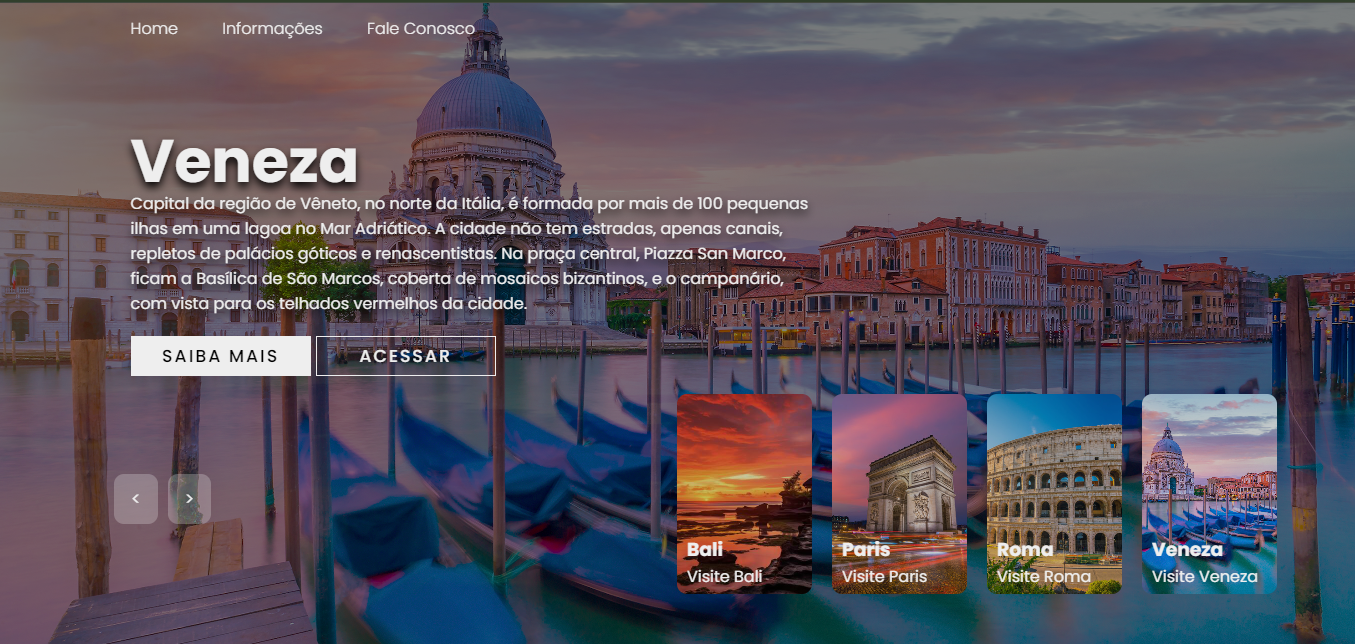 Home Informações Fale Conosco
Veneza
Capital da região de Vêneto, no norte da Itália, é formada por mais de 100 pequenas
ilhas em uma lagoa no Mar Adriático. A cidade não tem estradas, apenas canais,
repletos de palácios góticos e renascentistas. Na praça central, Piazza San Marco,
ficam a Basílica de São Marcos, coberta de mosaicos bizantinos, e o campanário,
com vista para os telhados vermelhos da cidade.
SAIBA MAIS ACESSAR
< >
Bali
Visite Bali
Paris
Visite Paris
Roma
Visite Roma
Veneza
Visite Veneza